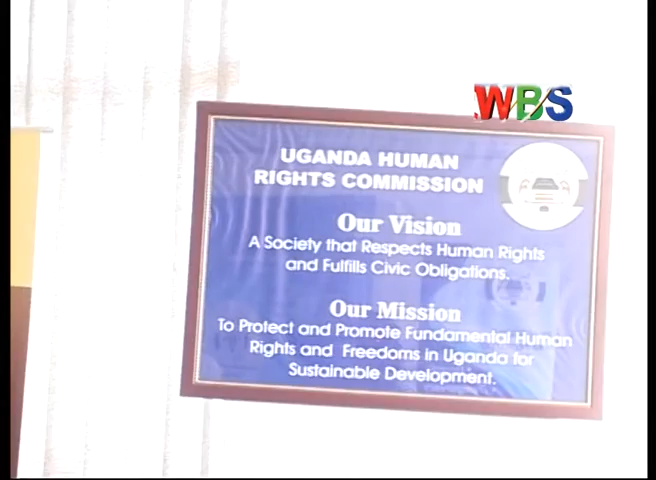 WBS
UGANDA HUMAN
RIGHTS COMMISSION
Our Vision
A Society that Respects Human Rights
and Fulfills Civic Obligations.
Our Mission
To Protect and Promote Fundamental Human
Rights and Freedoms in Uganda for
Sustainable Development.